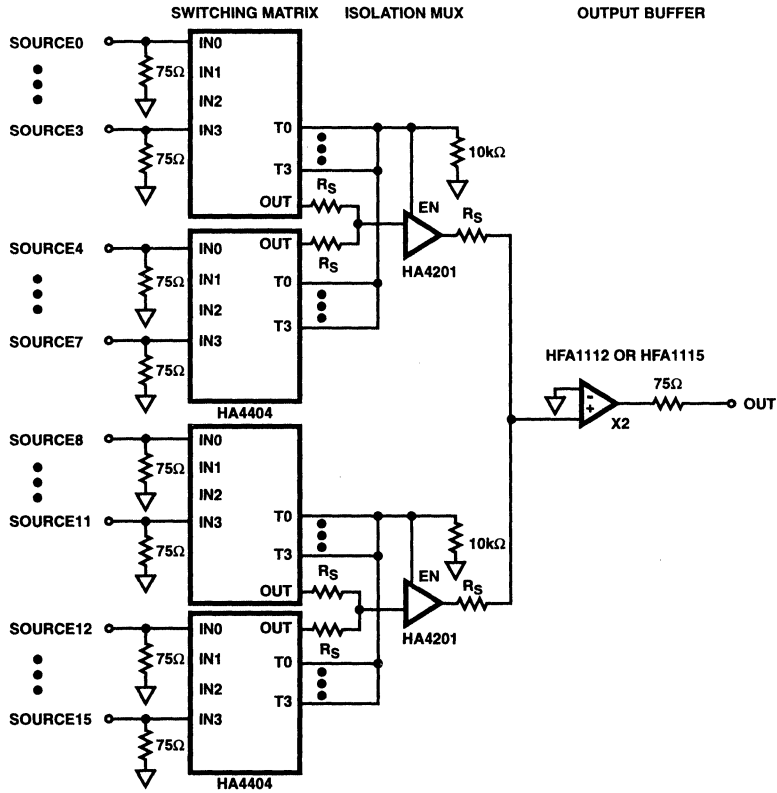 SWITCHING MATRIX ISOLATION MUX OUTPUT BUFFER
SOURCE0 IN0
75Ω IN1
IN2
SOURCE3 IN3 T0
75Ω 10kΩ
T3
RS
OUT EN RS
SOURCE4 IN0 OUT
RS HA4201
75Ω IN1 T0
IN2
T3
SOURCE7 IN3
75Ω HFA1112 OR HFA1115
75Ω
- OUT
+ X2
HA4404
SOURCE8 IN0
75Ω IN1
IN2
SOURCE11 IN3 T0
75Ω 10kΩ
T3
RS EN RS
OUT
SOURCE12 IN0 OUT
RS HA4201
75Ω IN1 T0
IN2
T3
SOURCE15 IN3
75Ω
HA4404